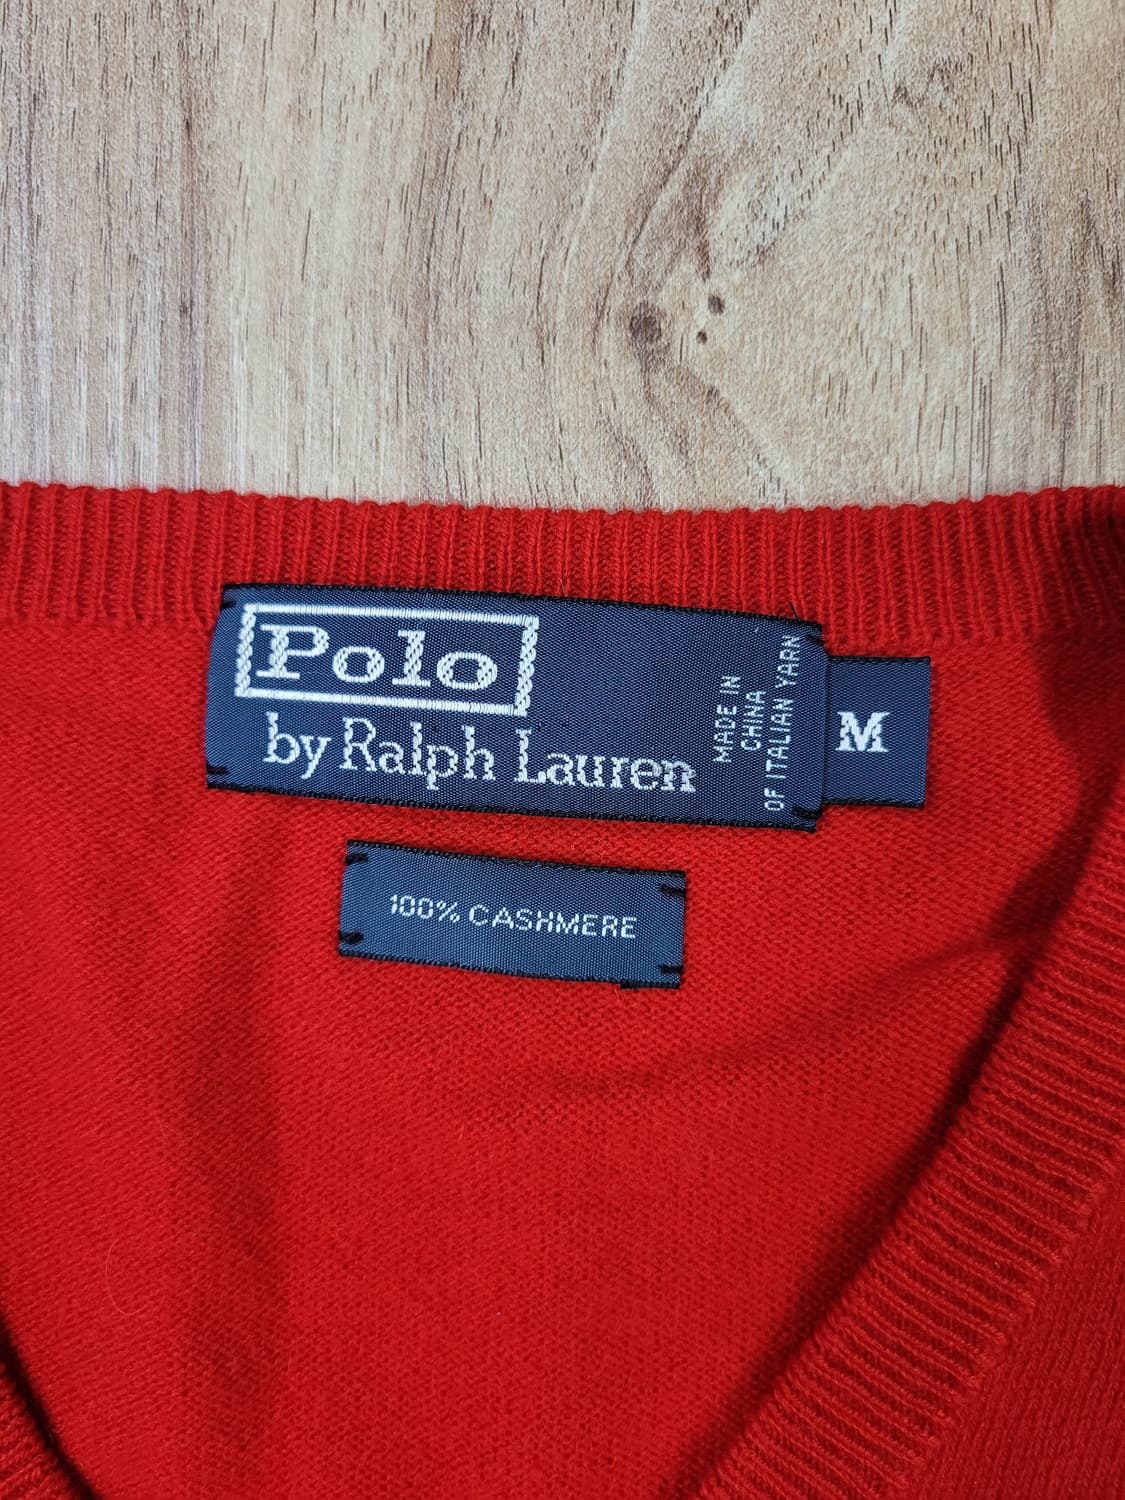 Polo
by Ralph Lauren
MADE IN
CHINA
OF ITALIAN YARN
M
100% CASHMERE